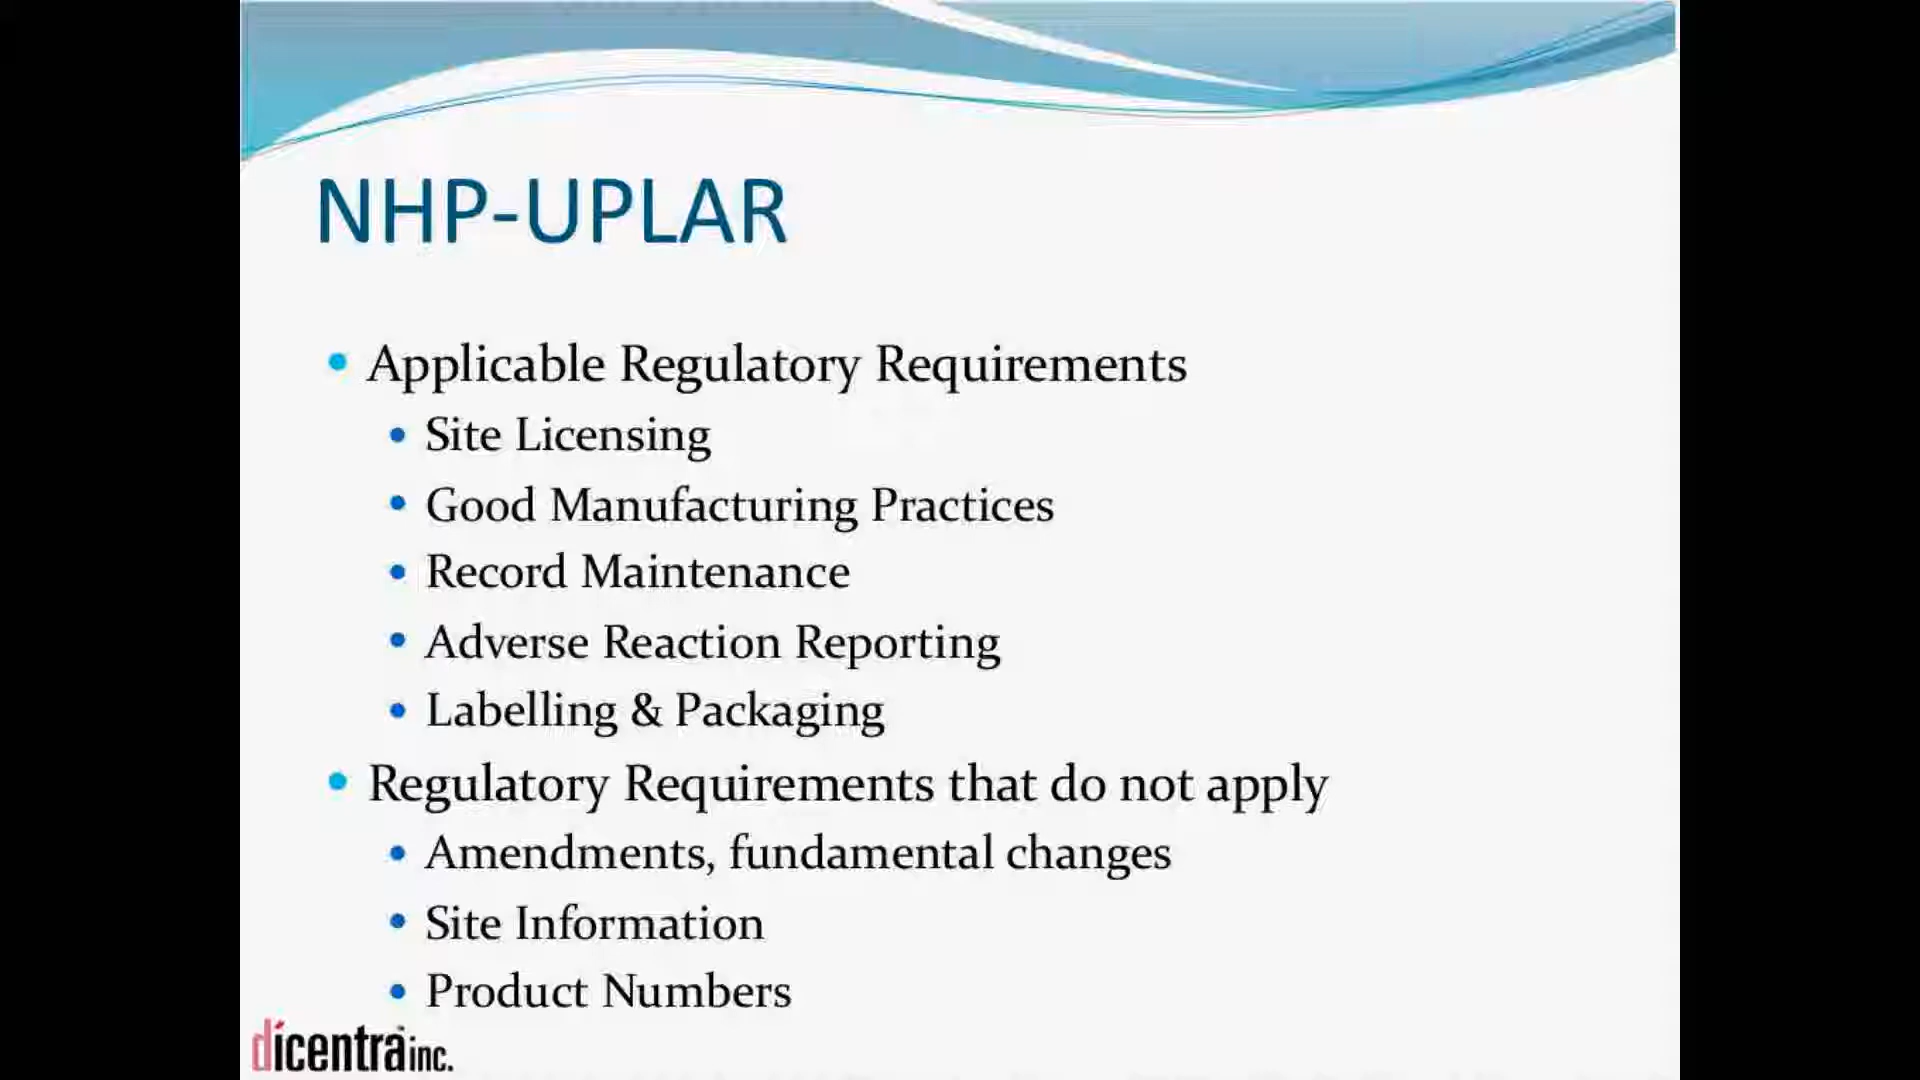 NHP-UPLAR
• Applicable Regulatory Requirements
• Site Licensing
• Good Manufacturing Practices
• Record Maintenance
• Adverse Reaction Reporting
• Labelling & Packaging
• Regulatory Requirements that do not apply
• Amendments, fundamental changes
• Site Information
• Product Numbers
dicentra inc.